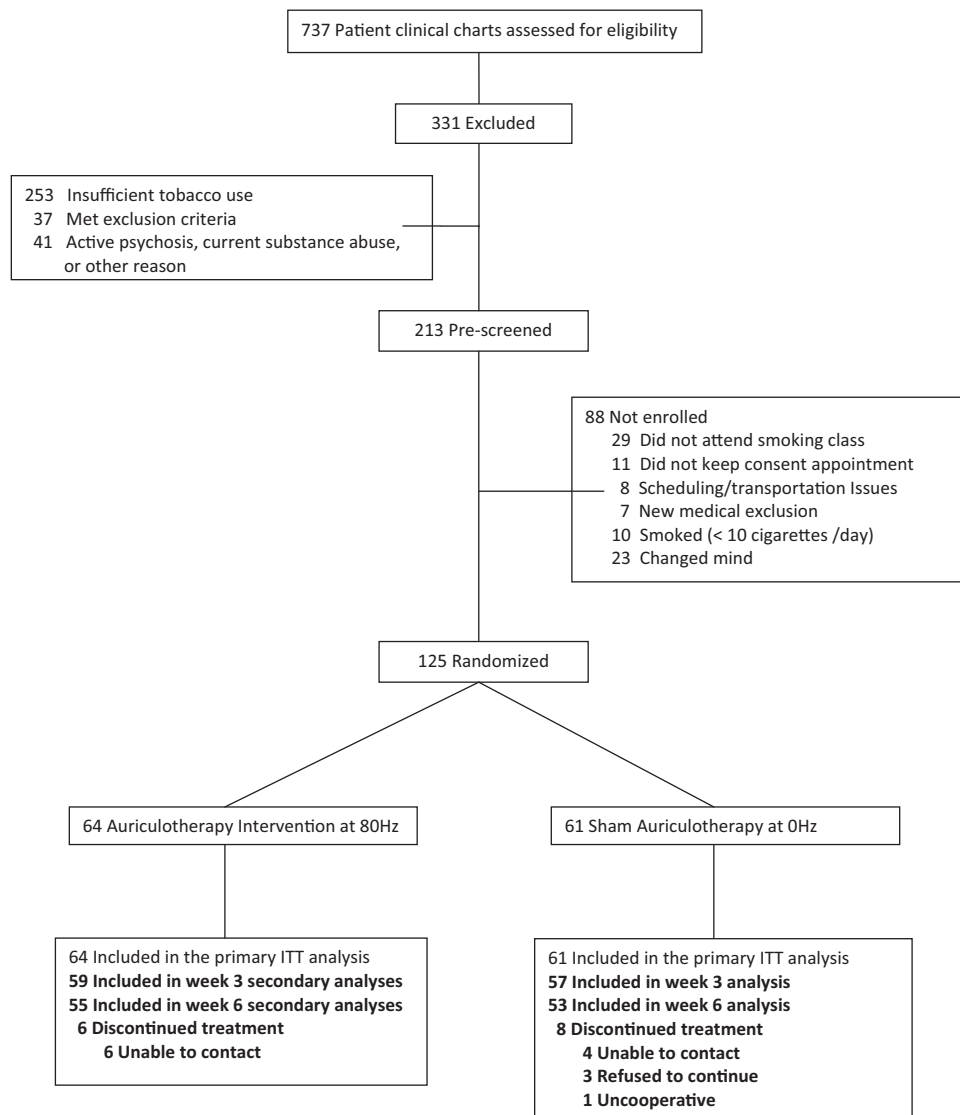 737 Patient clinical charts assessed for eligibility
331 Excluded
253 Insufficient tobacco use
37 Met exclusion criteria
41 Active psychosis, current substance abuse,
or other reason
213 Pre-screened
88 Not enrolled
29 Did not attend smoking class
11 Did not keep consent appointment
8 Scheduling/transportation Issues
7 New medical exclusion
10 Smoked (< 10 cigarettes /day)
23 Changed mind
125 Randomized
64 Auriculotherapy Intervention at 80Hz
61 Sham Auriculotherapy at 0Hz
64 Included in the primary ITT analysis
59 Included in week 3 secondary analyses
55 Included in week 6 secondary analyses
6 Discontinued treatment
6 Unable to contact
61 Included in the primary ITT analysis
57 Included in week 3 analysis
53 Included in week 6 analysis
8 Discontinued treatment
4 Unable to contact
3 Refused to continue
1 Uncooperative